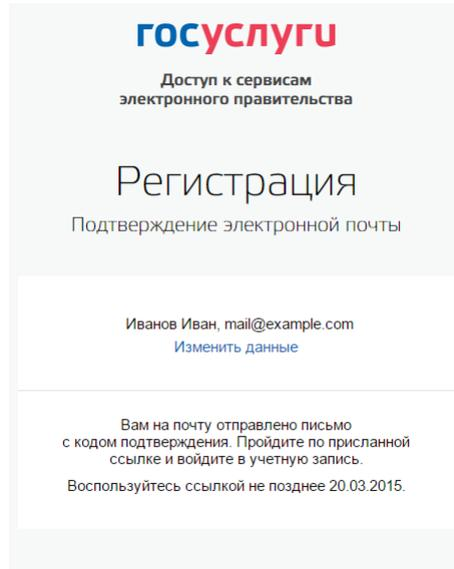 госуслуги
Доступ к сервисам
электронного правительства
Регистрация
Подтверждение электронной почты
Иванов Иван, mail@example.com
Изменить данные
Вам на почту отправлено письмо
с кодом подтверждения. Пройдите по присланной
ссылке и войдите в учетную запись.
Воспользуйтесь ссылкой не позднее 20.03.2015.